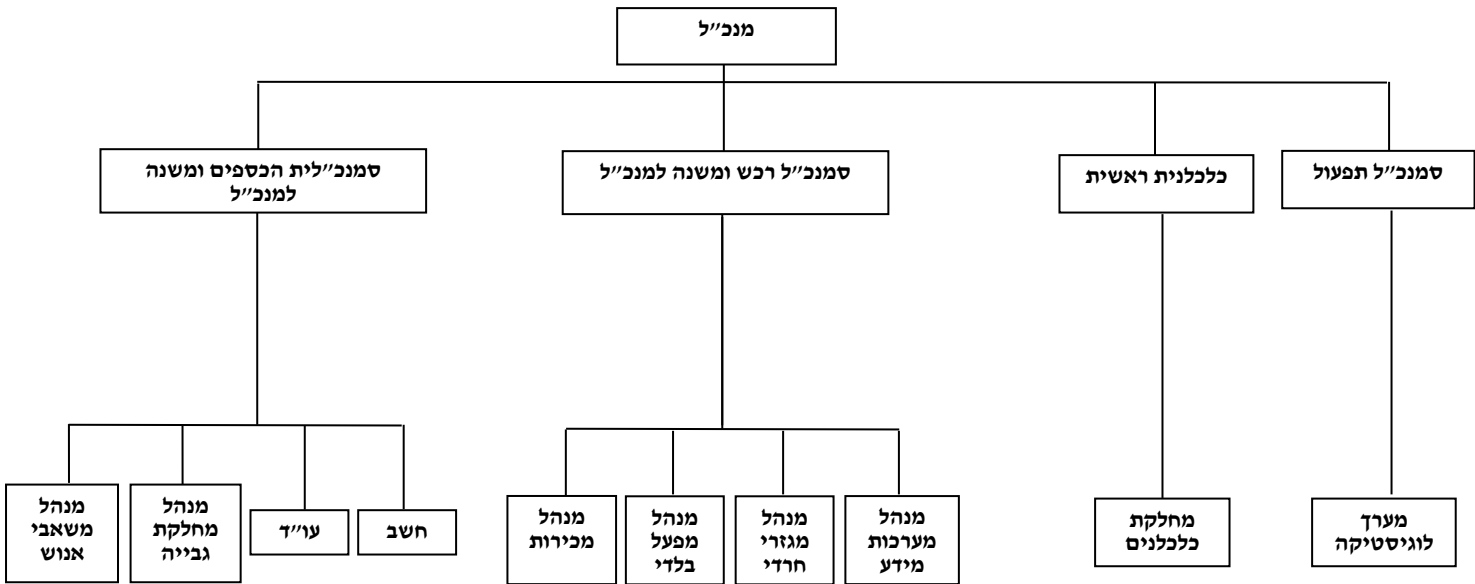 מנכ"ל
סמנכ"ל תפעול
כלכלנית ראשית
סמנכ"ל רכש ומשנה למנכ"ל
סמנכ"לית הכספים ומשנה
למנכ"ל
מערך
לוגיסטיקה
מחלקת
כלכלנים
מנהל
מערכות
מידע
מנהל
מגזרי
חרדי
מנהל
מפעל
בלדי
מנהל
מכירות
חשב
עו"ד
מנהל
מחלקת
גבייה
מנהל
משאבי
אנוש